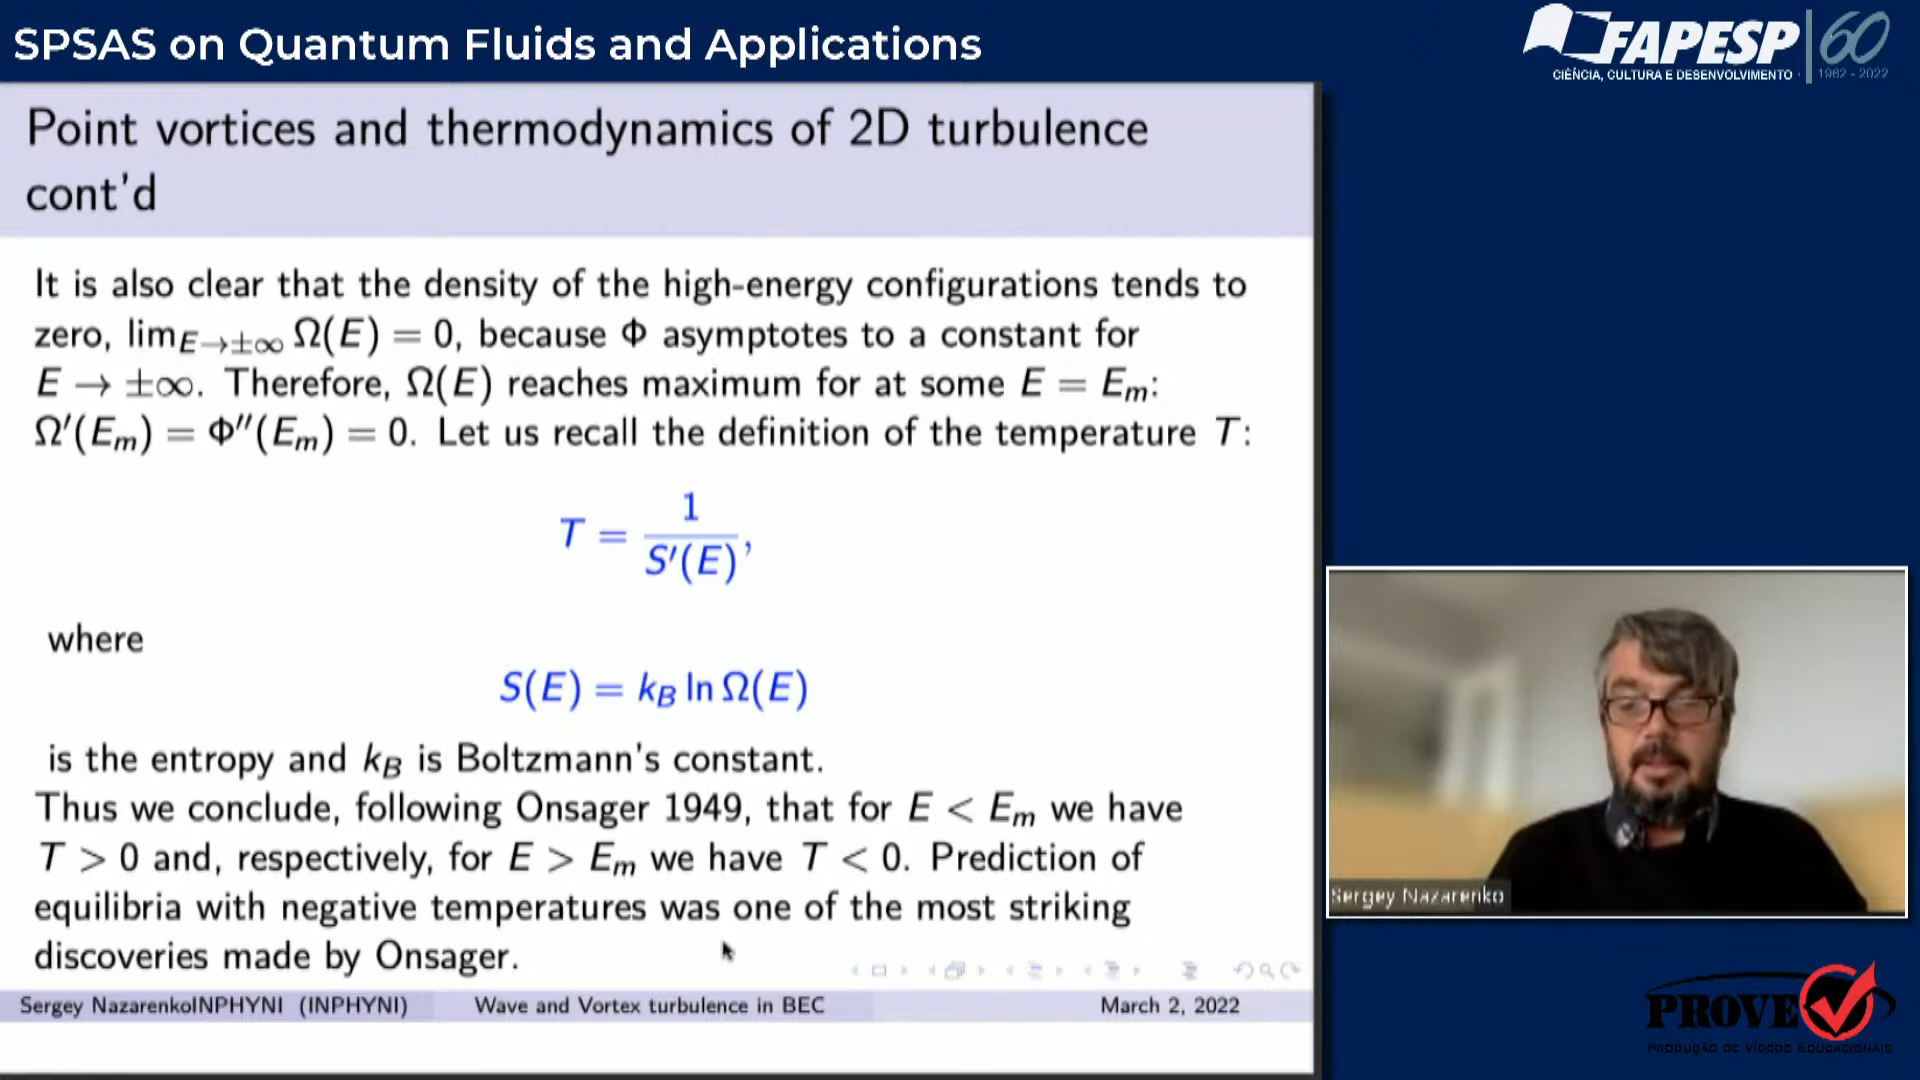 SPSAS on Quantum Fluids and Applications
FAPESP 60
CIÊNCIA, CULTURA E DESENVOLVIMENTO
1962 - 2022
Point vortices and thermodynamics of 2D turbulence
cont'd
It is also clear that the density of the high-energy configurations tends to
zero, lim_{E→±∞} Ω(E) = 0, because Φ asymptotes to a constant for
E → ±∞. Therefore, Ω(E) reaches maximum for at some E = E_m:
Ω′(E_m) = Φ″(E_m) = 0. Let us recall the definition of the temperature T:
T = 1/S′(E),
where
S(E) = k_B ln Ω(E)
is the entropy and k_B is Boltzmann's constant.
Thus we conclude, following Onsager 1949, that for E < E_m we have
T > 0 and, respectively, for E > E_m we have T < 0. Prediction of
equilibria with negative temperatures was one of the most striking
discoveries made by Onsager.
Sergey NazarenkoINPHYNI (INPHYNI) Wave and Vortex turbulence in BEC March 2, 2022
Sergey Nazarenko
PROVE
PRODUÇÃO DE VÍDEOS EDUCACIONAIS